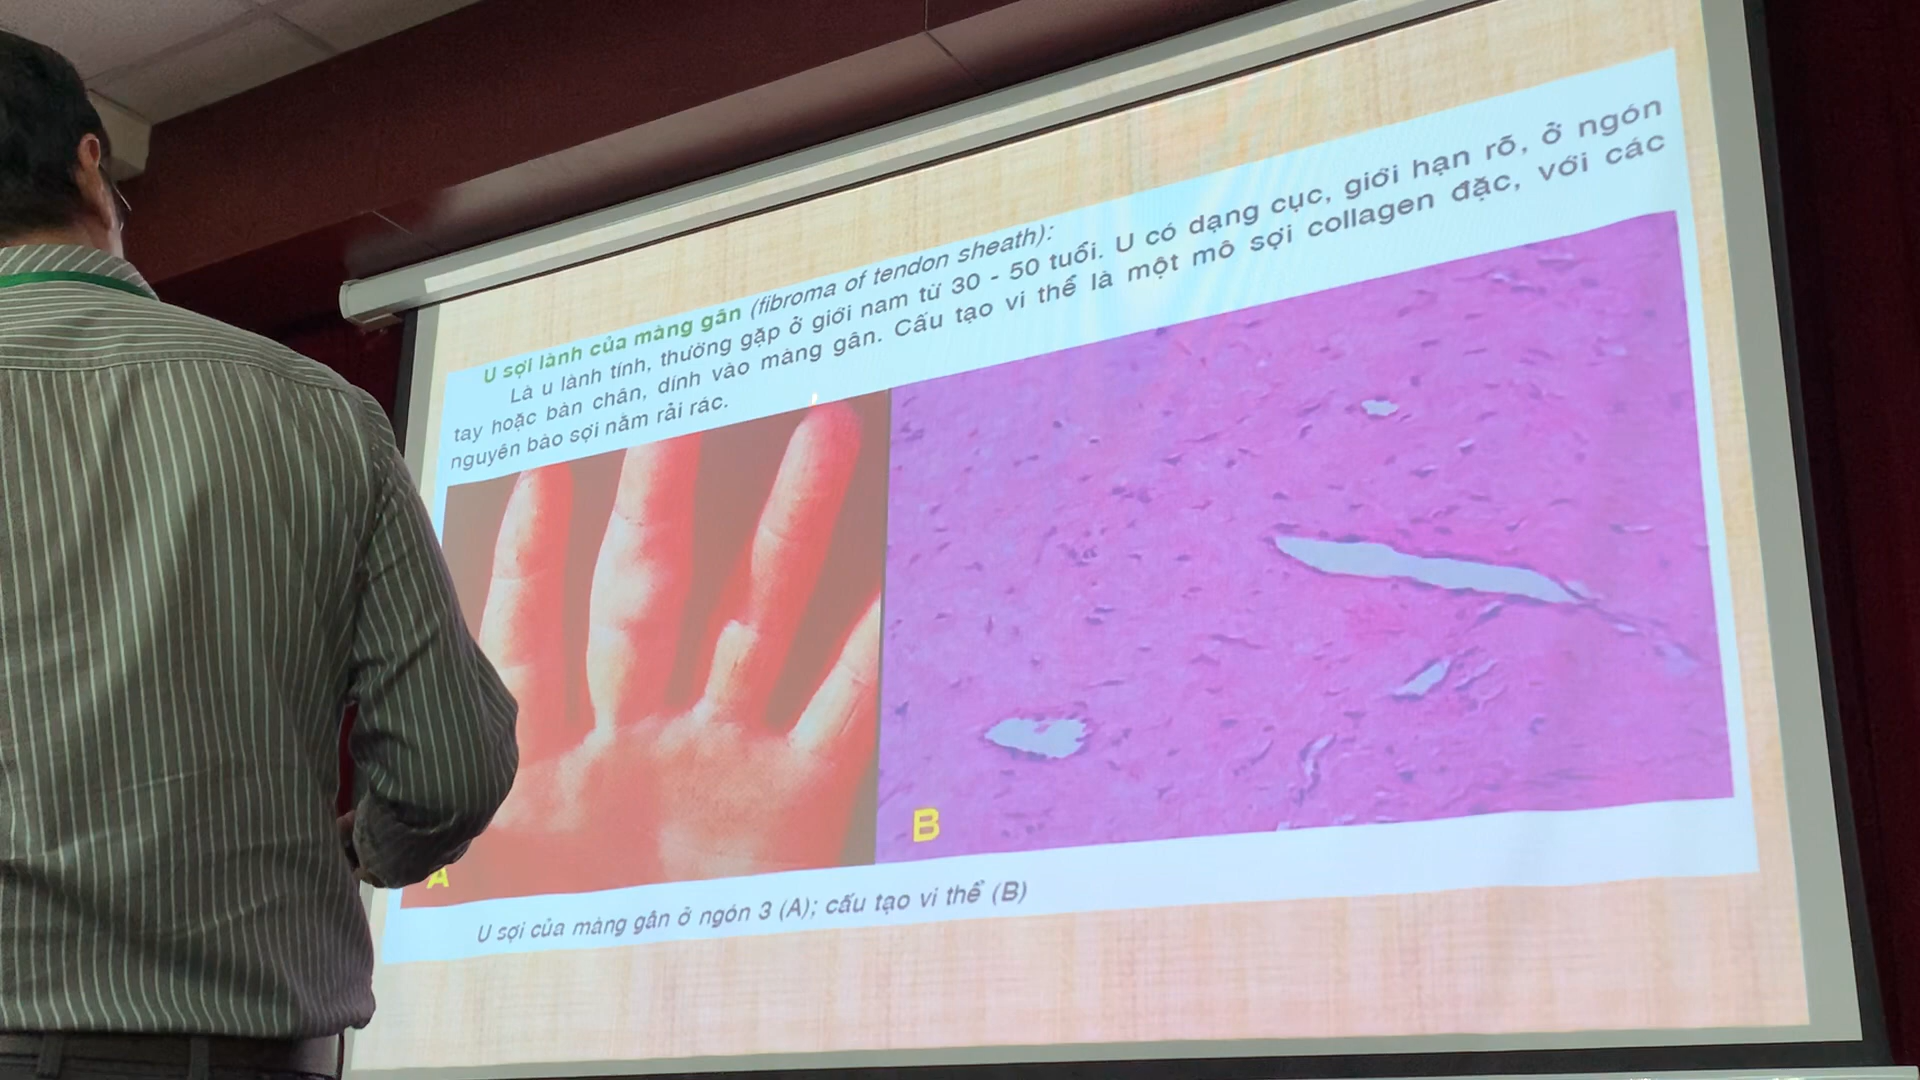 U sợi lành của màng gân (fibroma of tendon sheath):
Là u lành tính, thường gặp ở giới nam từ 30 - 50 tuổi. U có dạng cục, giới hạn rõ, ở ngón
tay hoặc bàn chân, dính vào màng gân. Cấu tạo vi thể là một mô sợi collagen đặc, với các
nguyên bào sợi nằm rải rác.
A
B
U sợi của màng gân ở ngón 3 (A); cấu tạo vi thể (B)